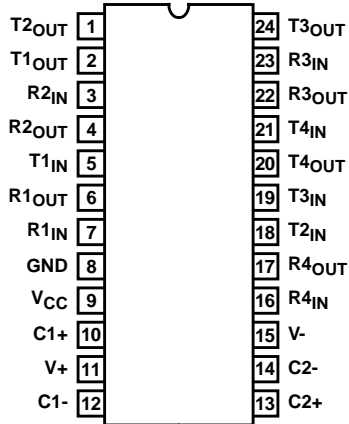 T2OUT 1 24 T3OUT
T1OUT 2 23 R3IN
R2IN 3 22 R3OUT
R2OUT 4 21 T4IN
T1IN 5 20 T4OUT
R1OUT 6 19 T3IN
R1IN 7 18 T2IN
GND 8 17 R4OUT
VCC 9 16 R4IN
C1+ 10 15 V-
V+ 11 14 C2-
C1- 12 13 C2+